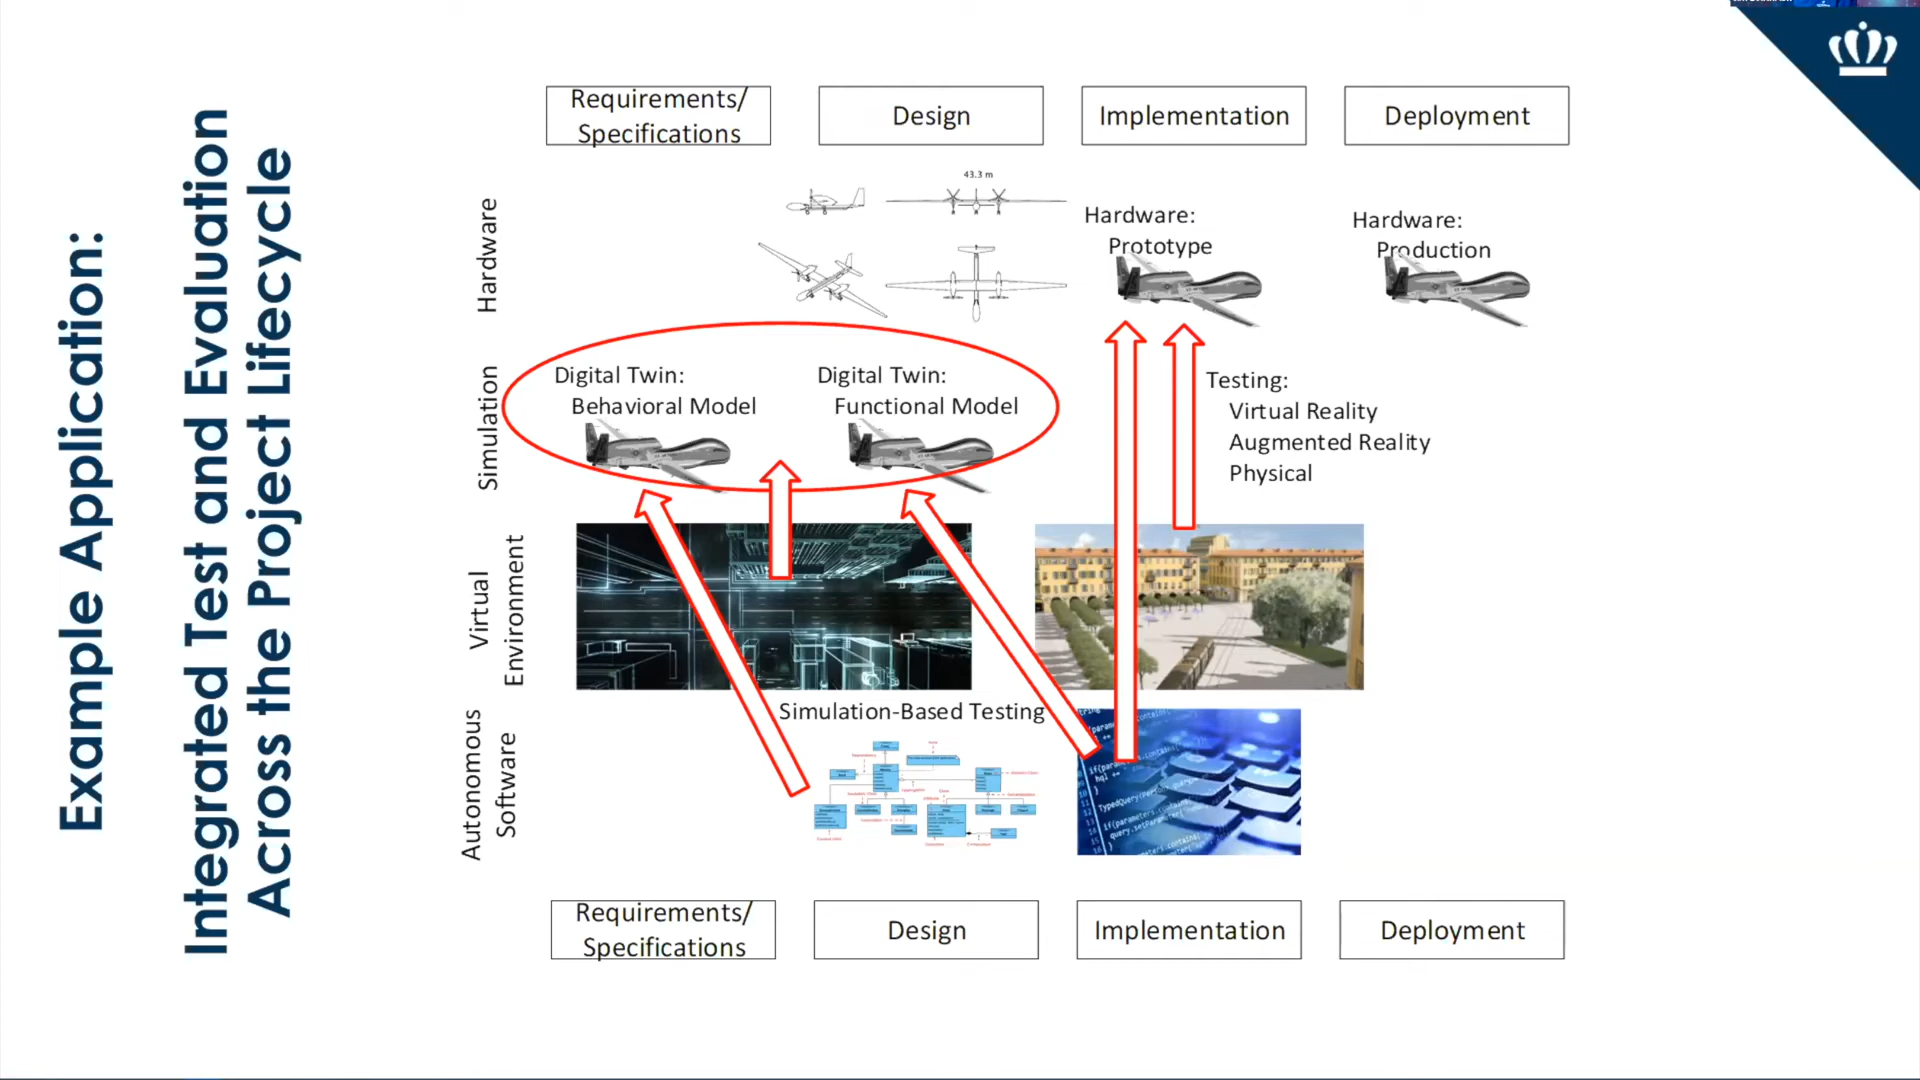 Example Application:
Integrated Test and Evaluation
Across the Project Lifecycle
Requirements/
Specifications
Design
Implementation
Deployment
Hardware
43.3 m
Hardware:
Prototype
Hardware:
Production
Simulation
Digital Twin:
Behavioral Model
Digital Twin:
Functional Model
Testing:
Virtual Reality
Augmented Reality
Physical
Virtual
Environment
Simulation-Based Testing
Autonomous
Software
Requirements/
Specifications
Design
Implementation
Deployment